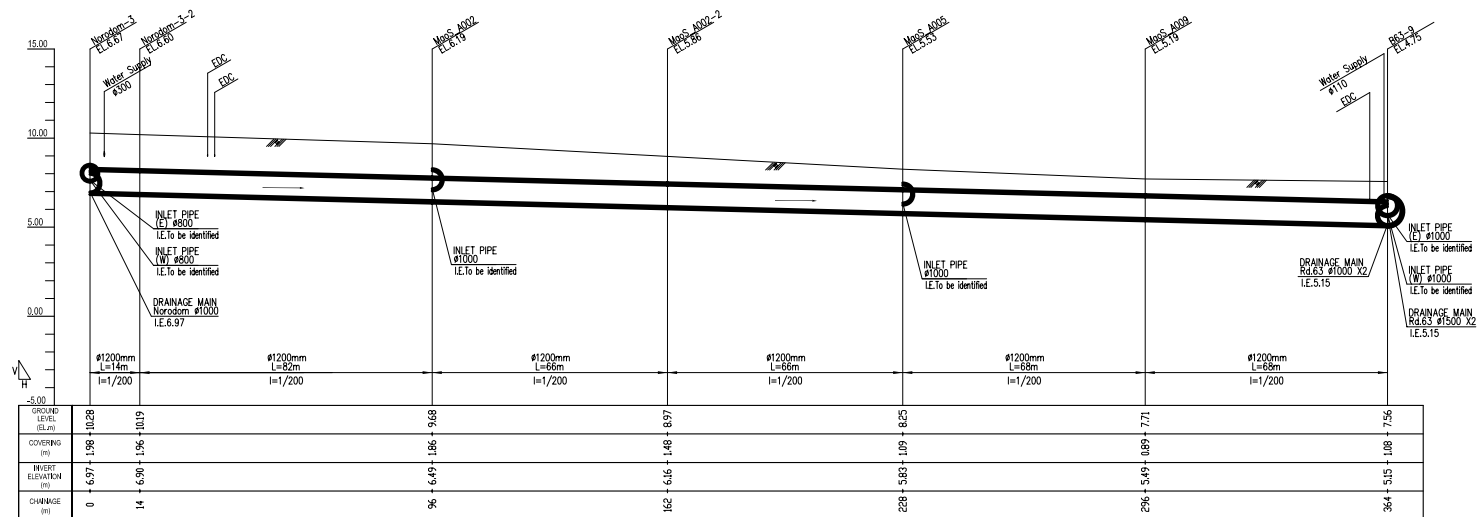 Norodom-3
EL.6.67
Norodom-3-2
EL.6.60
MaoS A002
EL.6.19
MaoS A002-2
EL.5.86
MaoS A005
EL.5.53
MaoS A009
EL.5.19
R63-9
EL.4.75
Water Supply
ø300
EDC
EDC
Water Supply
ø110
EDC
15.00
10.00
5.00
0.00
-5.00
INLET PIPE
(E) ø800
I.E.To be identified
INLET PIPE
(W) ø800
I.E.To be identified
DRAINAGE MAIN
Norodom ø1000
I.E.6.97
INLET PIPE
ø1000
I.E.To be identified
INLET PIPE
ø1000
I.E.To be identified
DRAINAGE MAIN
Rd.63 ø1000 X2
I.E.5.15
INLET PIPE
(E) ø1000
I.E.To be identified
INLET PIPE
(W) ø1000
I.E.To be identified
DRAINAGE MAIN
Rd.63 ø1500 X2
I.E.5.15
V
H
ø1200mm
L=14m
I=1/200
ø1200mm
L=82m
I=1/200
ø1200mm
L=66m
I=1/200
ø1200mm
L=66m
I=1/200
ø1200mm
L=68m
I=1/200
ø1200mm
L=68m
I=1/200
GROUND
LEVEL
(EL.m)
10.28 10.19 9.68 8.97 8.25 7.71 7.56
COVERING
(m)
1.98 1.96 1.86 1.48 1.09 0.89 1.08
INVERT
ELEVATION
(m)
6.97 6.90 6.49 6.16 5.83 5.49 5.15
CHAINAGE
(m)
0 14 96 162 228 296 364